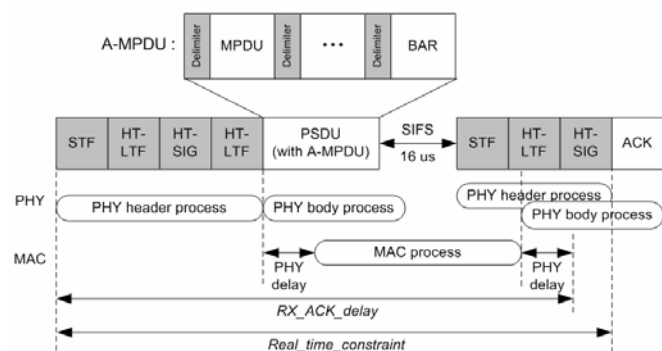 A-MPDU :
Delimiter
MPDU
Delimiter
•••
Delimiter
BAR
STF
HT-
LTF
HT-
SIG
HT-
LTF
PSDU
(with A-MPDU)
SIFS
16 us
STF
HT-
LTF
HT-
SIG
ACK
PHY
PHY header process
PHY body process
PHY header process
PHY body process
MAC
PHY
delay
MAC process
PHY
delay
RX_ACK_delay
Real_time_constraint